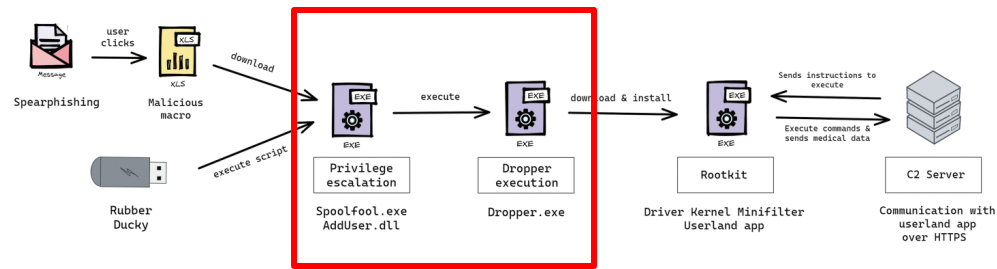 user
clicks
Message
Spearphishing
XLS
XLS
Malicious
macro
download
Rubber
Ducky
execute script
EXE
EXE
Privilege
escalation
Spoolfool.exe
AddUser.dll
execute
EXE
EXE
Dropper
execution
Dropper.exe
download & install
EXE
EXE
Rootkit
Driver Kernel Minifilter
Userland app
Sends instructions to
execute
Execute commands &
sends medical data
C2 Server
Communication with
userland app
over HTTPS